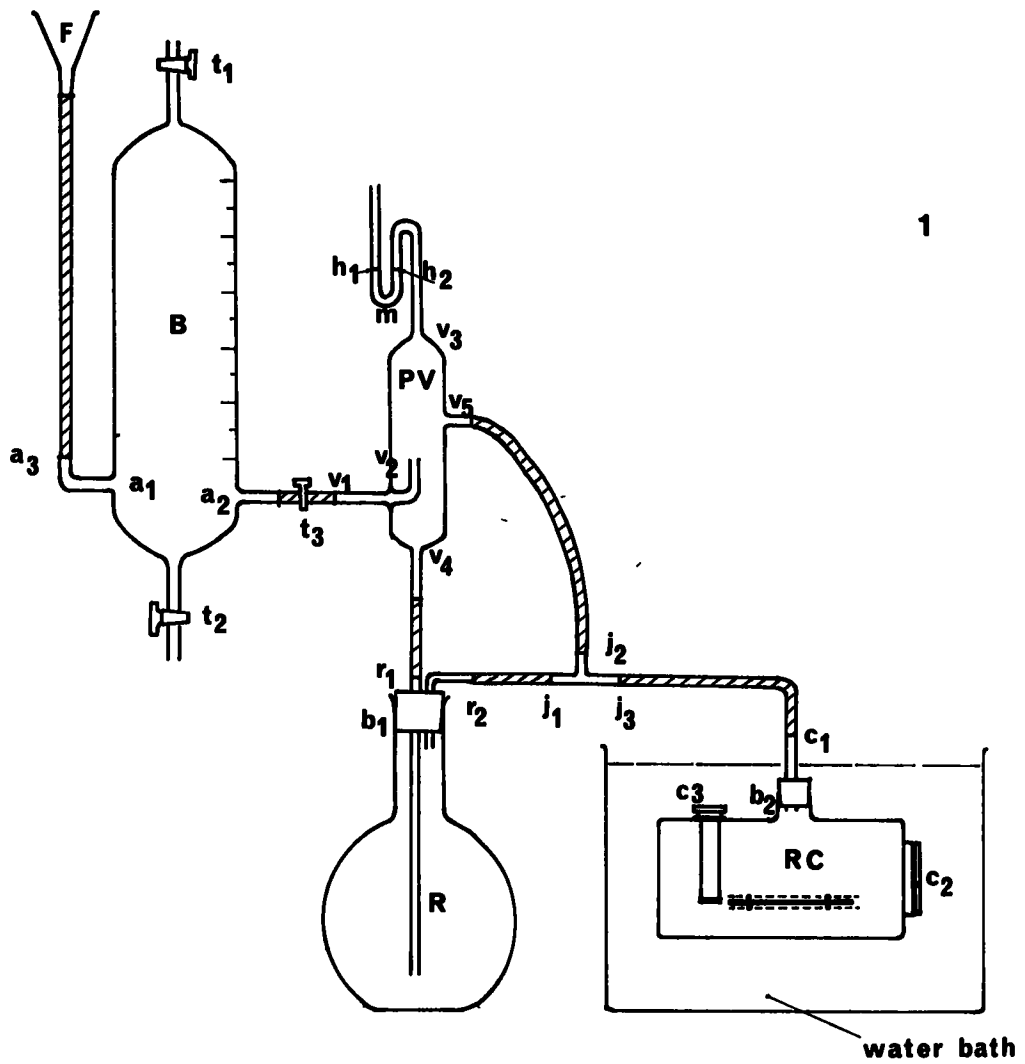 F
t1
1
h1 h2
m
B
v3
PV
v5
a3
v2
a1 a2 v1
t3
v4
t2
j2
r1
b1 r2 j1 j3
c1
c3 b2
RC
c2
R
water bath